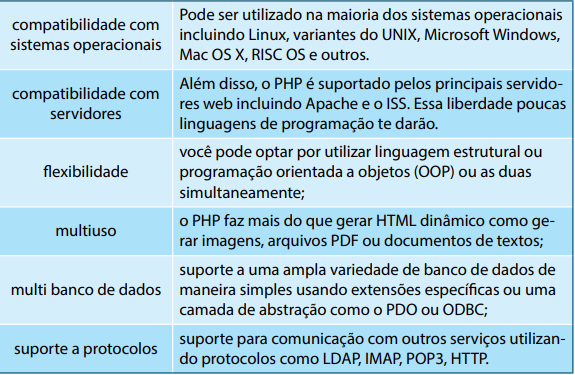 compatibilidade com
sistemas operacionais
Pode ser utilizado na maioria dos sistemas operacionais
incluindo Linux, variantes do UNIX, Microsoft Windows,
Mac OS X, RISC OS e outros.
compatibilidade com
servidores
Além disso, o PHP é suportado pelos principais servido-
res web incluindo Apache e o ISS. Essa liberdade poucas
linguagens de programação te darão.
flexibilidade
você pode optar por utilizar linguagem estrutural ou
programação orientada a objetos (OOP) ou as duas
simultaneamente;
multiuso
o PHP faz mais do que gerar HTML dinâmico como ge-
rar imagens, arquivos PDF ou documentos de textos;
multi banco de dados
suporte a uma ampla variedade de banco de dados de
maneira simples usando extensões específicas ou uma
camada de abstração como o PDO ou ODBC;
suporte a protocolos
suporte para comunicação com outros serviços utilizan-
do protocolos como LDAP, IMAP, POP3, HTTP.